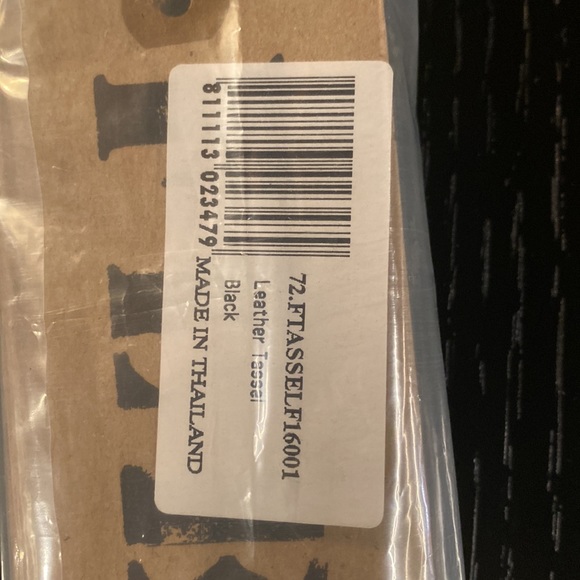 811113 023479
72.FTASSELF16001
Leather Tassel
Black
MADE IN THAILAND